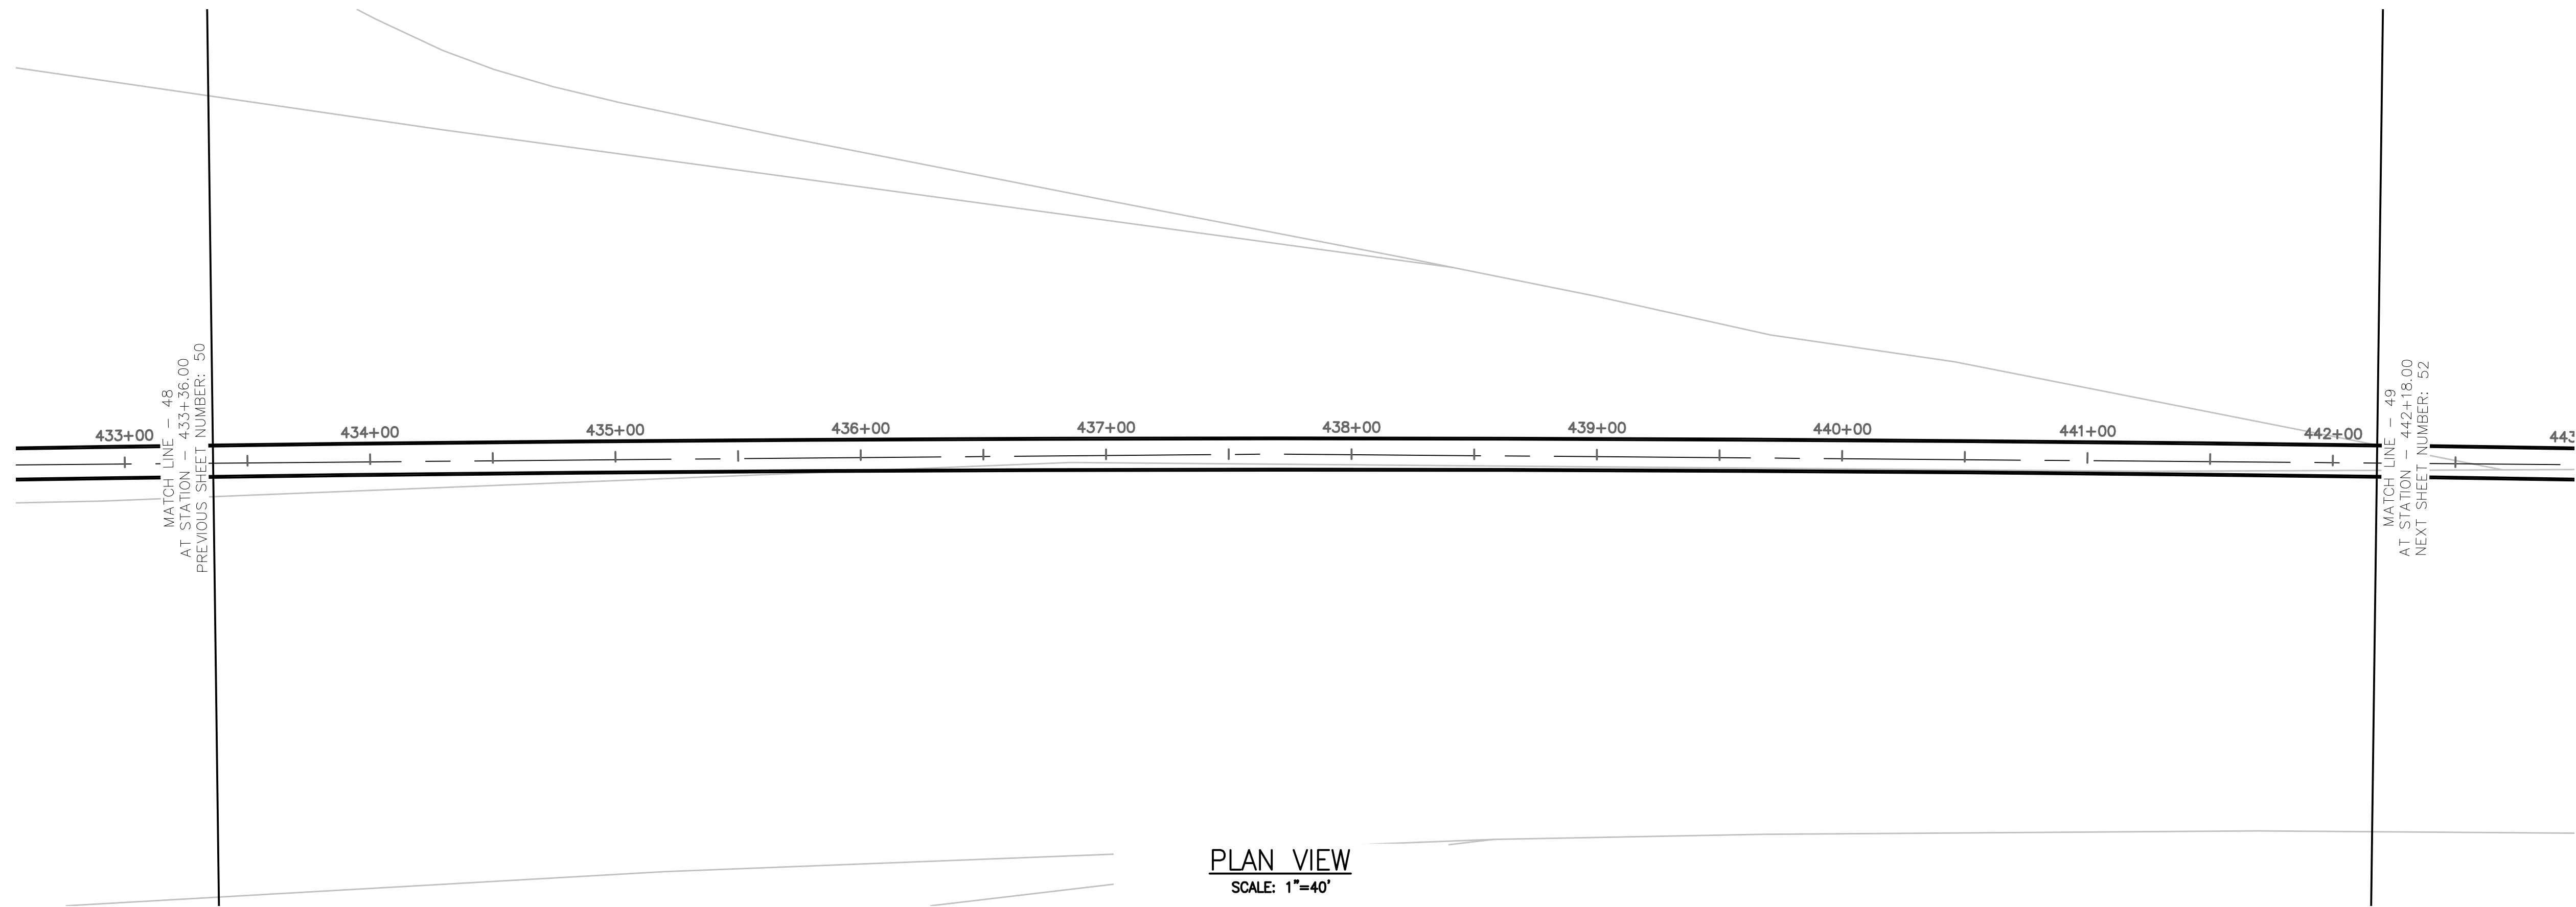 433+00
434+00
435+00
436+00
437+00
438+00
439+00
440+00
441+00
442+00
443
MATCH LINE – 48
AT STATION – 433+36.00
PREVIOUS SHEET NUMBER: 50
MATCH LINE – 49
AT STATION – 442+18.00
NEXT SHEET NUMBER: 52
PLAN VIEW
SCALE: 1"=40'